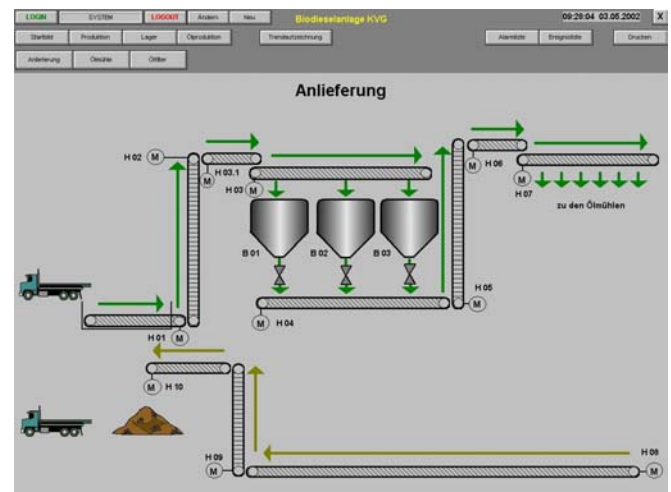 LOGIN SYSTEM LOGOUT Ändern Neu Biodieselanlage KVG 09:29:04 03.05.2002 X
Startbild Produktion Lager Ölproduktion Trendaufzeichnung Alarmliste Ereignisliste Drucken
Anlieferung Ölmühle Ölfilter
Anlieferung
H 02 M H 03.1 M H 03 M M H 06 M H 07
zu den Ölmühlen
B 01 B 02 B 03
H 05 M
H 01 M M H 04
M H 10
H 09 M H 08 M